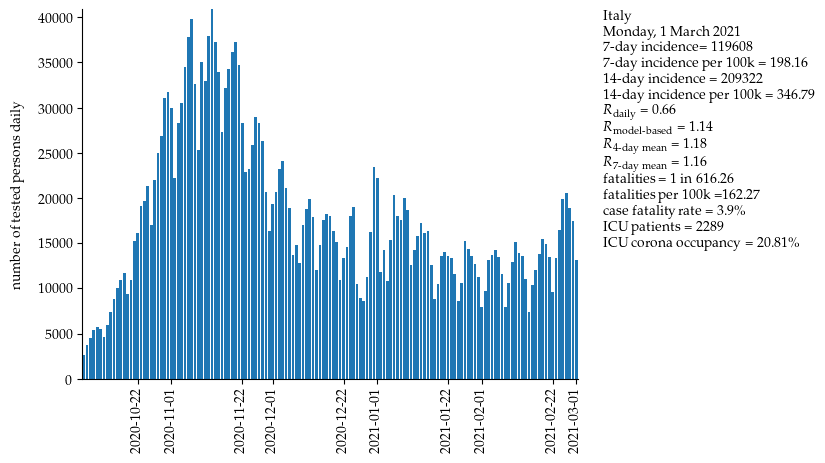 Italy
Monday, 1 March 2021
7-day incidence= 119608
7-day incidence per 100k = 198.16
14-day incidence = 209322
14-day incidence per 100k = 346.79
R daily = 0.66
R model-based = 1.14
R 4-day mean = 1.18
R 7-day mean = 1.16
fatalities = 1 in 616.26
fatalities per 100k =162.27
case fatality rate = 3.9%
ICU patients = 2289
ICU corona occupancy = 20.81%
number of tested persons daily
40000
35000
30000
25000
20000
15000
10000
5000
0
2020-10-22
2020-11-01
2020-11-22
2020-12-01
2020-12-22
2021-01-01
2021-01-22
2021-02-01
2021-02-22
2021-03-01